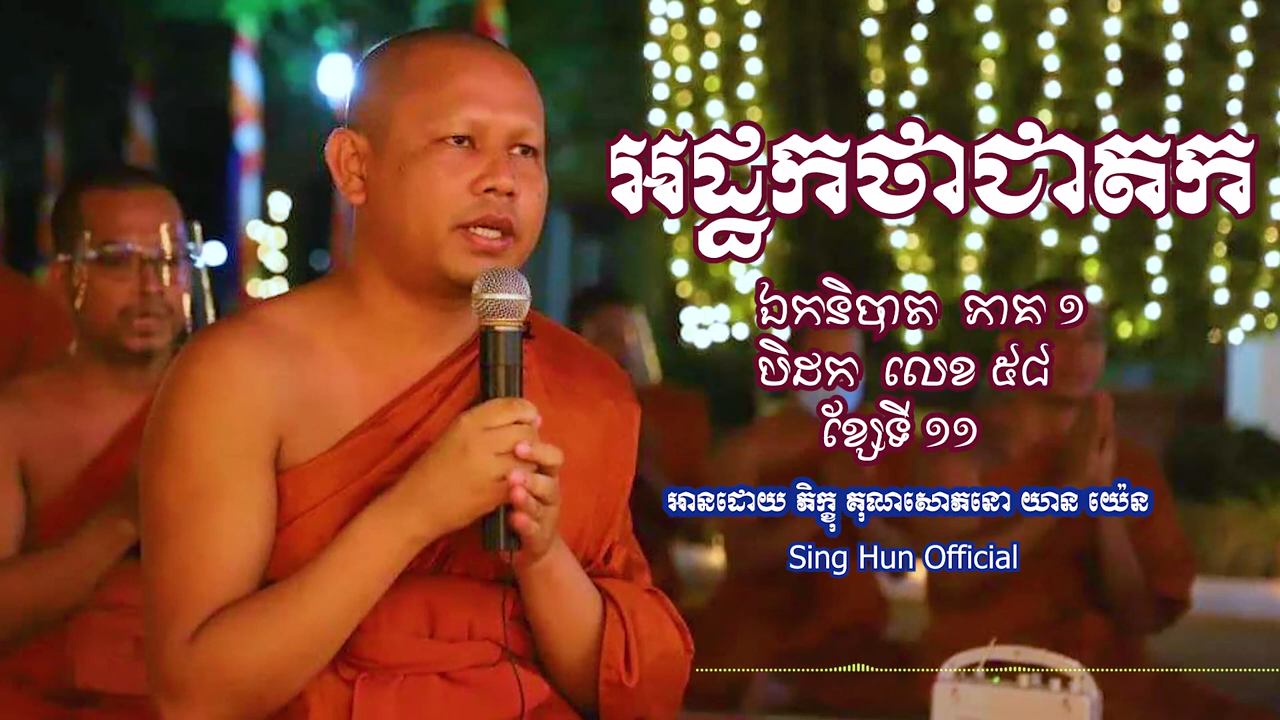 អដ្ឋកថាជាតក
ឯកនិបាត ភាគ ១
បិដក លេខ ៥៨
ខ្សែទី ១១
អានដោយ ភិក្ខុ គុណសោភនោ យាន យ៉េន
Sing Hun Official